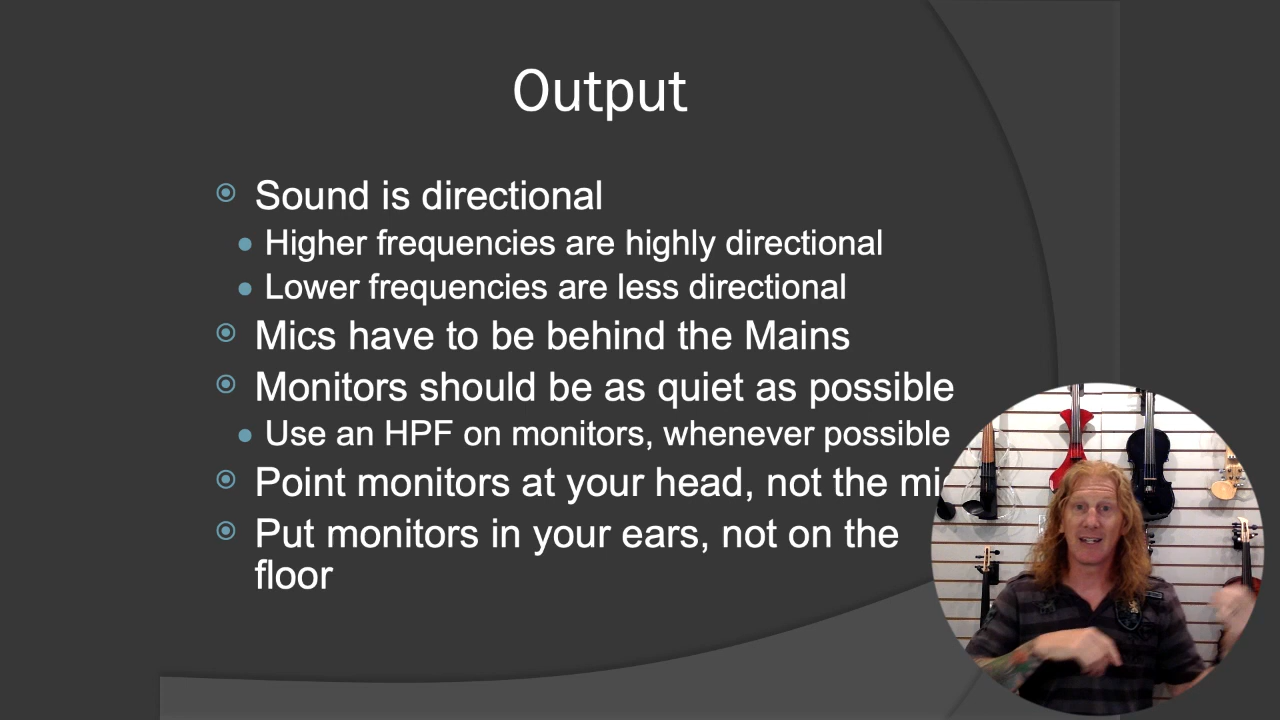 Output
Sound is directional
Higher frequencies are highly directional
Lower frequencies are less directional
Mics have to be behind the Mains
Monitors should be as quiet as possible
Use an HPF on monitors, whenever possible
Point monitors at your head, not the
Put monitors in your ears, not on the
floor